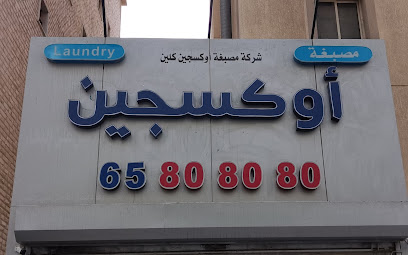 Laundry
مصبغة
شركة مصبغة أوكسجين كلين
أوكسجين
65 80 80 80